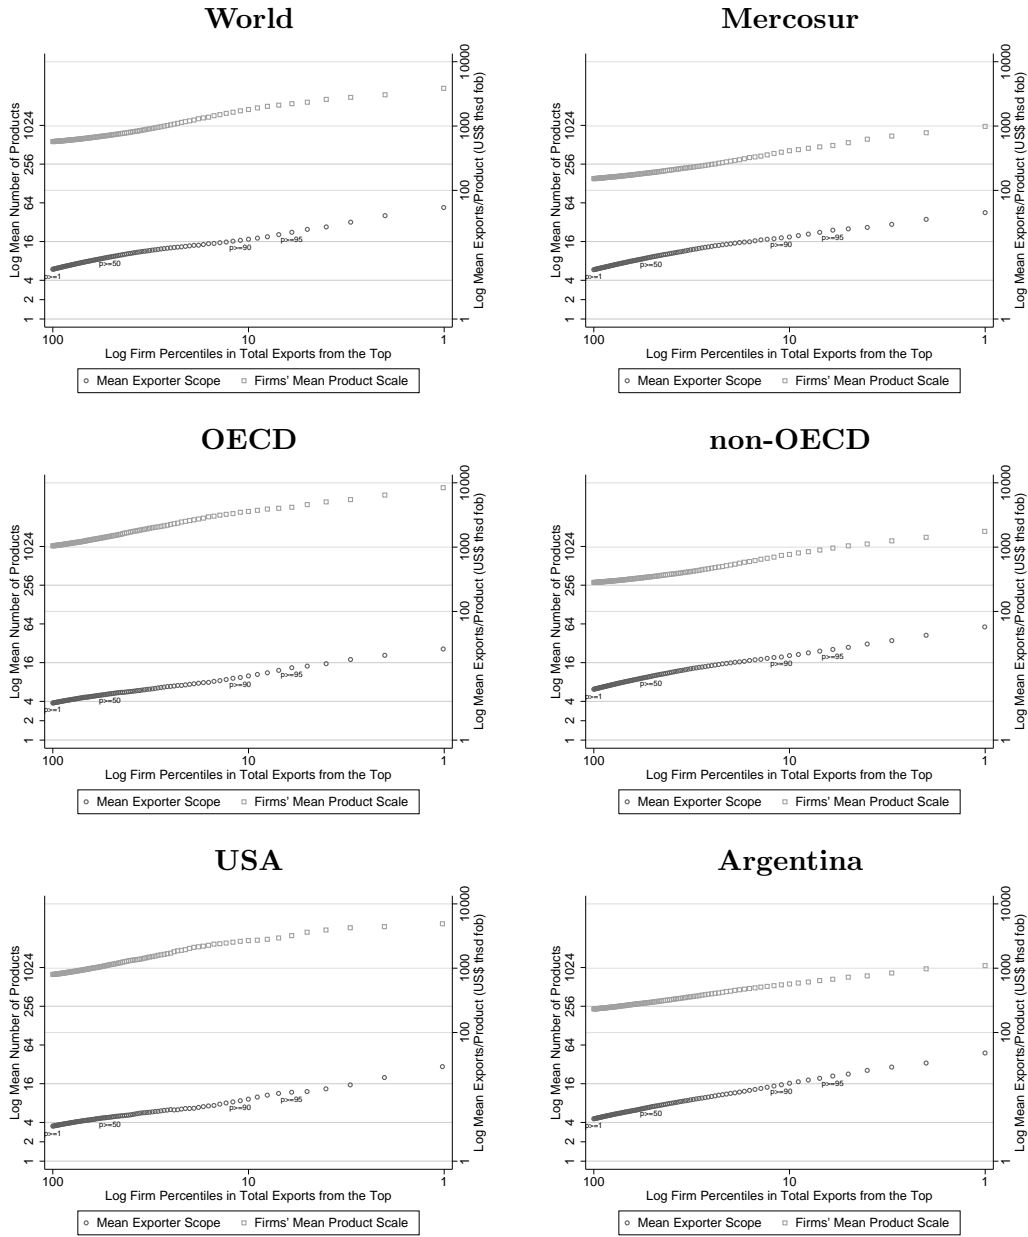 World
Log Mean Number of Products
1 2 4 16 64 256 1024
Log Mean Exports/Product (US$ thsd fob)
1 100 1000 10000
p>=1 p>=50 p>=90 p>=95
100 10 1
Log Firm Percentiles in Total Exports from the Top
Mean Exporter Scope Firms' Mean Product Scale
Mercosur
Log Mean Number of Products
1 2 4 16 64 256 1024
Log Mean Exports/Product (US$ thsd fob)
1 100 1000 10000
p>=1 p>=50 p>=90 p>=95
100 10 1
Log Firm Percentiles in Total Exports from the Top
Mean Exporter Scope Firms' Mean Product Scale
OECD
Log Mean Number of Products
1 2 4 16 64 256 1024
Log Mean Exports/Product (US$ thsd fob)
1 100 1000 10000
p>=1 p>=50 p>=90 p>=95
100 10 1
Log Firm Percentiles in Total Exports from the Top
Mean Exporter Scope Firms' Mean Product Scale
non-OECD
Log Mean Number of Products
1 2 4 16 64 256 1024
Log Mean Exports/Product (US$ thsd fob)
1 100 1000 10000
p>=1 p>=50 p>=90 p>=95
100 10 1
Log Firm Percentiles in Total Exports from the Top
Mean Exporter Scope Firms' Mean Product Scale
USA
Log Mean Number of Products
1 2 4 16 64 256 1024
Log Mean Exports/Product (US$ thsd fob)
1 100 1000 10000
p>=1 p>=50 p>=90 p>=95
100 10 1
Log Firm Percentiles in Total Exports from the Top
Mean Exporter Scope Firms' Mean Product Scale
Argentina
Log Mean Number of Products
1 2 4 16 64 256 1024
Log Mean Exports/Product (US$ thsd fob)
1 100 1000 10000
p>=1 p>=50 p>=90 p>=95
100 10 1
Log Firm Percentiles in Total Exports from the Top
Mean Exporter Scope Firms' Mean Product Scale